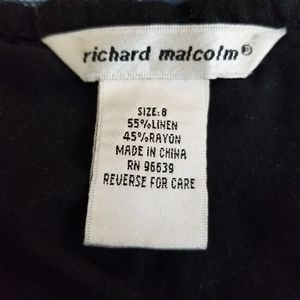 richard malcolm®
SIZE: 8
55%LINEN
45%RAYON
MADE IN CHINA
RN 96639
REVERSE FOR CARE